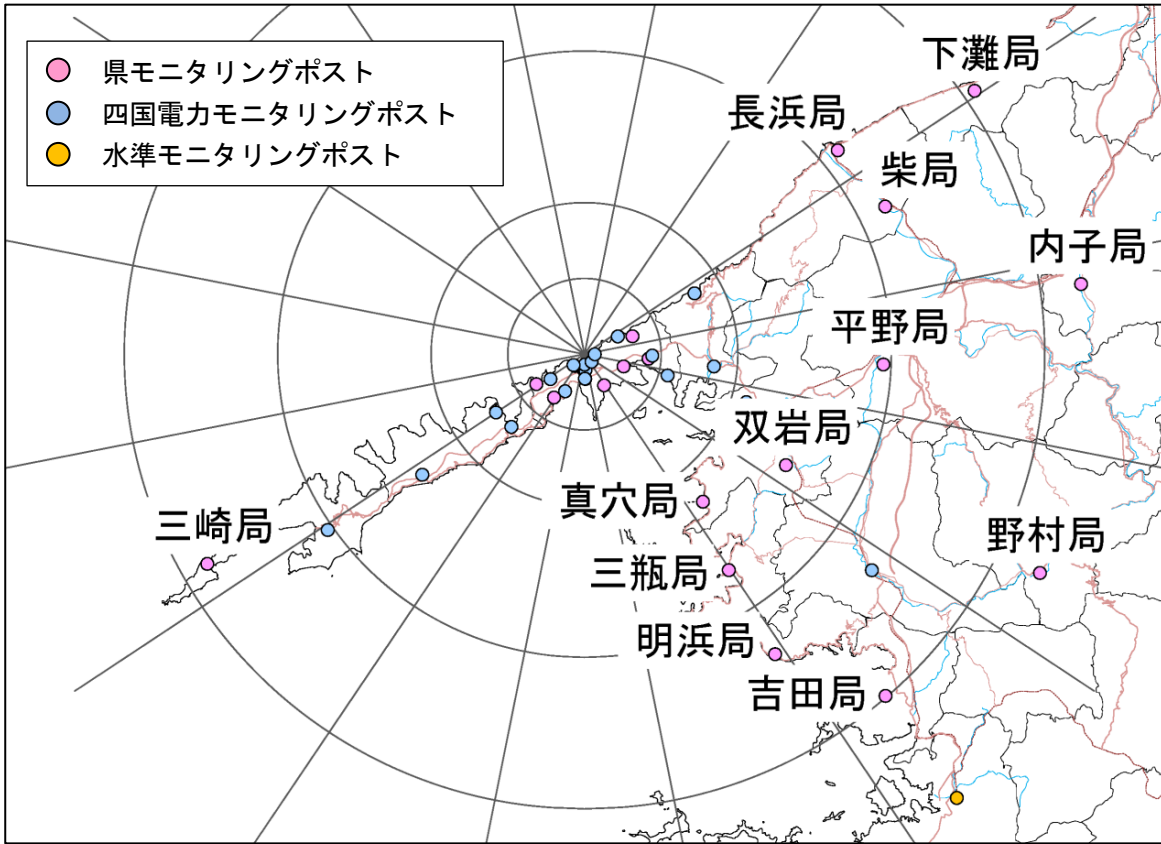 県モニタリングポスト
四国電力モニタリングポスト
水準モニタリングポスト
下灘局
長浜局
柴局
内子局
平野局
双岩局
真穴局
三崎局
野村局
三瓶局
明浜局
吉田局